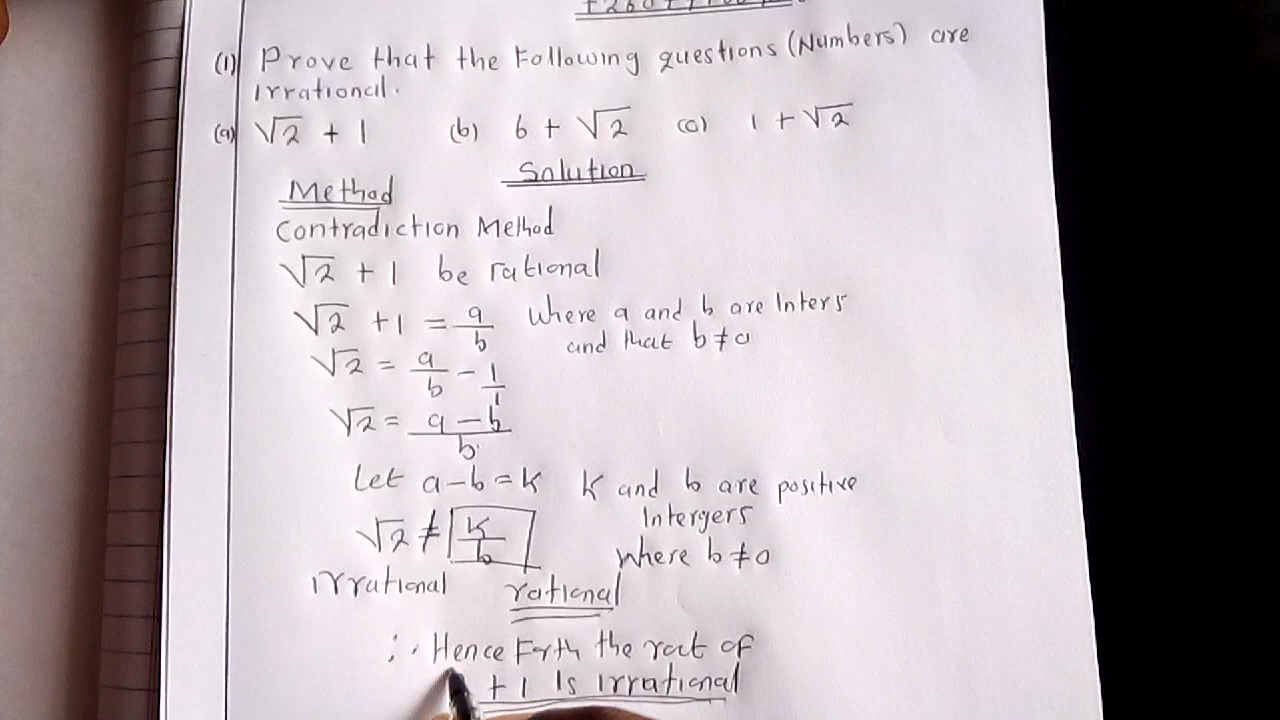 (1) Prove that the Following questions (Numbers) are
Irrational.
(a) √2 + 1 (b) 6 + √2 (c) 1 + √2
Solution
Method
Contradiction Method
√2 + 1 be rational
√2 + 1 = a/b where a and b are Inters
and that b ≠ 0
√2 = a/b - 1/1
√2 = a - b/b
Let a - b = K K and b are positive
Intergers
√2 ≠ K/b where b ≠ 0
Irrational rational
∴ Hence Forth the root of
+ 1 Is irrational